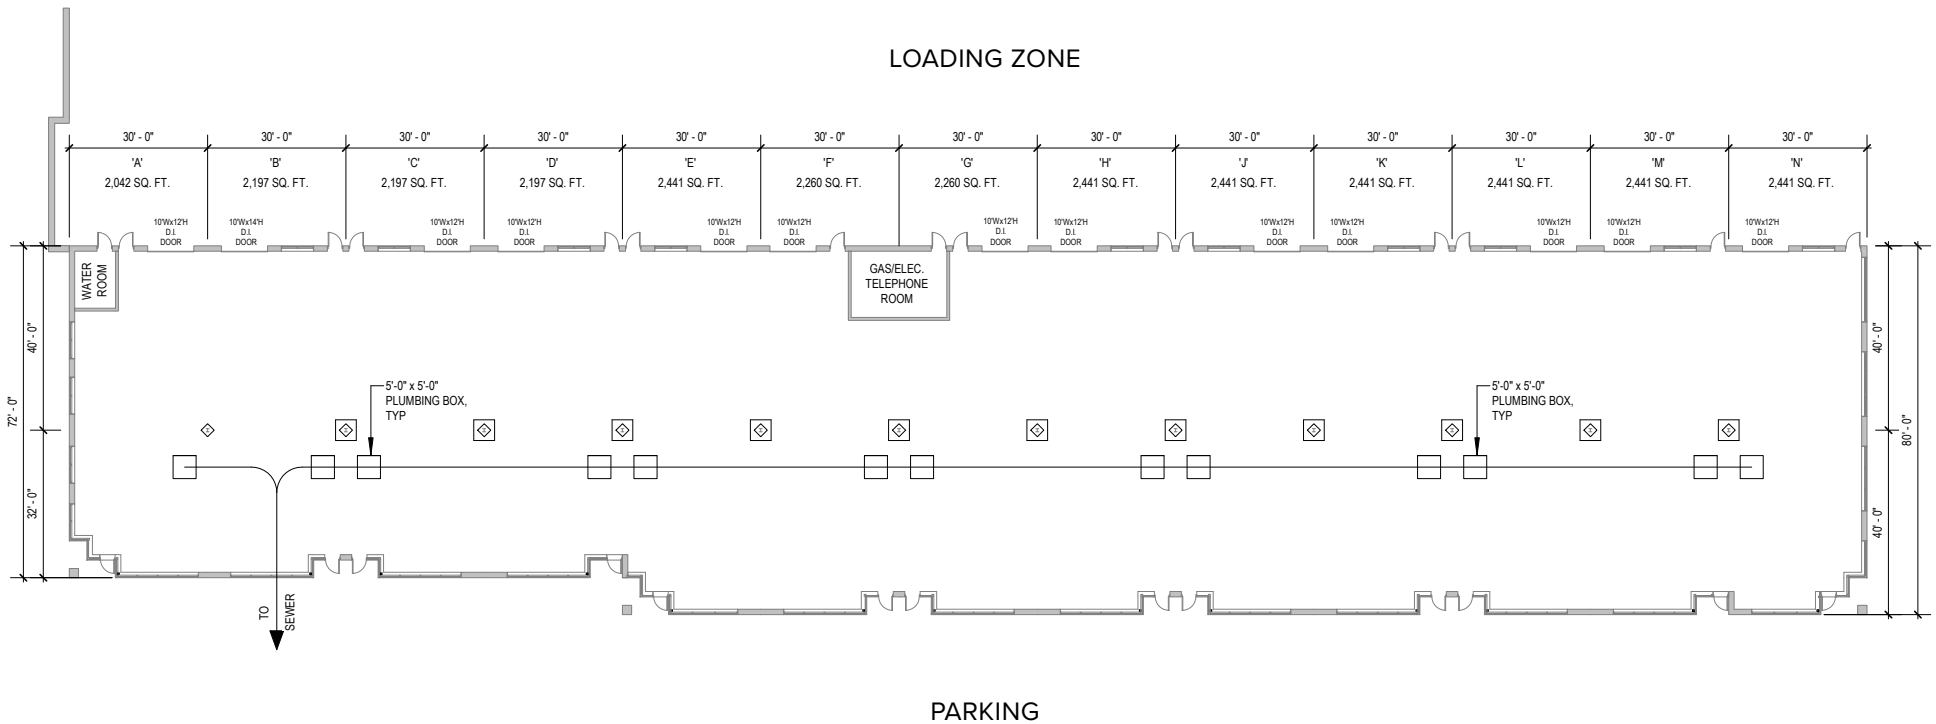 LOADING ZONE
30' - 0" 30' - 0" 30' - 0" 30' - 0" 30' - 0" 30' - 0" 30' - 0" 30' - 0" 30' - 0" 30' - 0" 30' - 0" 30' - 0" 30' - 0"
'A' 'B' 'C' 'D' 'E' 'F' 'G' 'H' 'J' 'K' 'L' 'M' 'N'
2,042 SQ. FT. 2,197 SQ. FT. 2,197 SQ. FT. 2,197 SQ. FT. 2,441 SQ. FT. 2,260 SQ. FT. 2,260 SQ. FT. 2,441 SQ. FT. 2,441 SQ. FT. 2,441 SQ. FT. 2,441 SQ. FT. 2,441 SQ. FT. 2,441 SQ. FT.
10'Wx12'H 10'Wx14'H 10'Wx12'H 10'Wx12'H 10'Wx12'H 10'Wx12'H 10'Wx12'H 10'Wx12'H 10'Wx12'H 10'Wx12'H 10'Wx12'H 10'Wx12'H 10'Wx12'H
D.I. D.I. D.I. D.I. D.I. D.I. D.I. D.I. D.I. D.I. D.I. D.I. D.I.
DOOR DOOR DOOR DOOR DOOR DOOR DOOR DOOR DOOR DOOR DOOR DOOR DOOR
WATER
ROOM
GAS/ELEC.
TELEPHONE
ROOM
40' - 0"
72' - 0"
32' - 0"
5'-0" x 5'-0"
PLUMBING BOX,
TYP
5'-0" x 5'-0"
PLUMBING BOX,
TYP
40' - 0"
80' - 0"
40' - 0"
TO
SEWER
PARKING